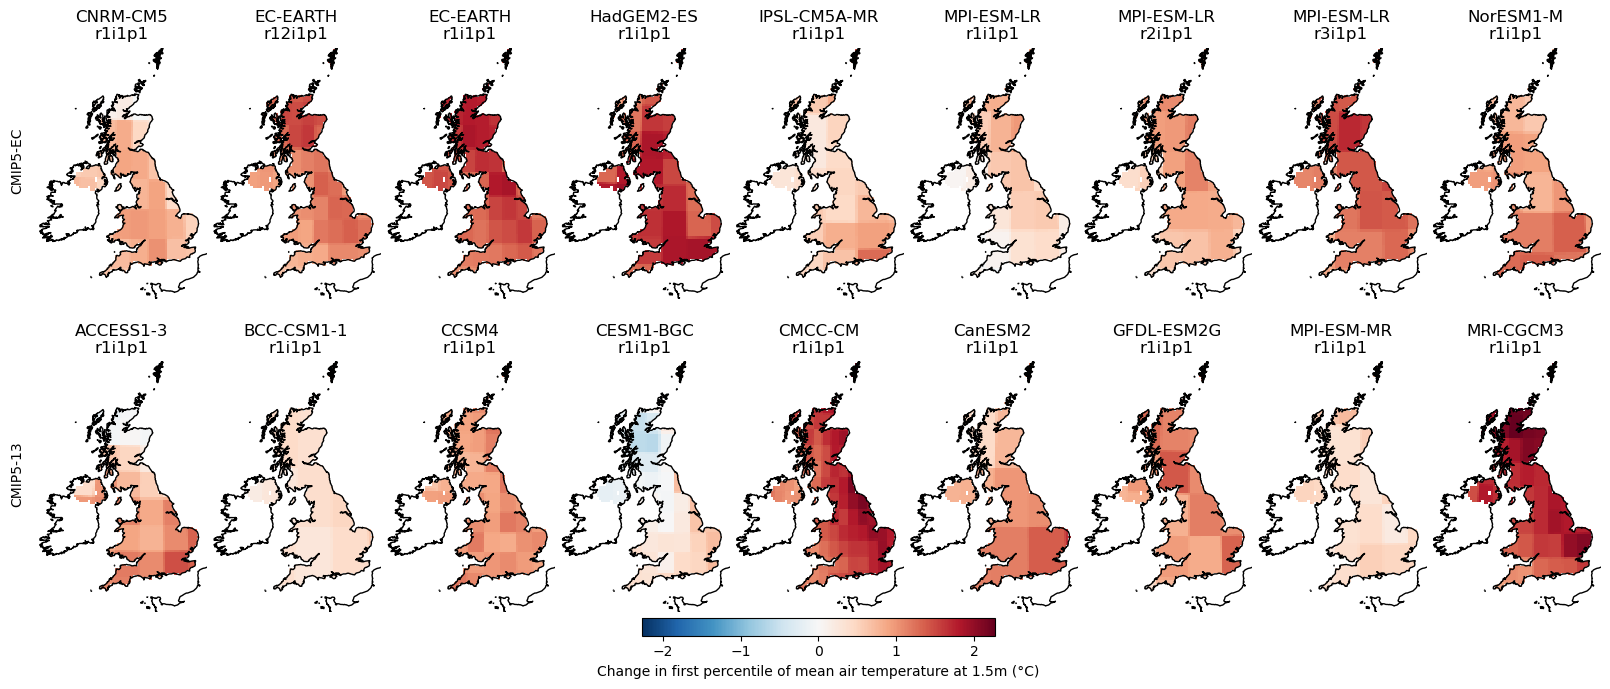 CNRM-CM5
r1i1p1
EC-EARTH
r12i1p1
EC-EARTH
r1i1p1
HadGEM2-ES
r1i1p1
IPSL-CM5A-MR
r1i1p1
MPI-ESM-LR
r1i1p1
MPI-ESM-LR
r2i1p1
MPI-ESM-LR
r3i1p1
NorESM1-M
r1i1p1
CMIP5-EC
ACCESS1-3
r1i1p1
BCC-CSM1-1
r1i1p1
CCSM4
r1i1p1
CESM1-BGC
r1i1p1
CMCC-CM
r1i1p1
CanESM2
r1i1p1
GFDL-ESM2G
r1i1p1
MPI-ESM-MR
r1i1p1
MRI-CGCM3
r1i1p1
CMIP5-13
−2 −1 0 1 2
Change in first percentile of mean air temperature at 1.5m (°C)